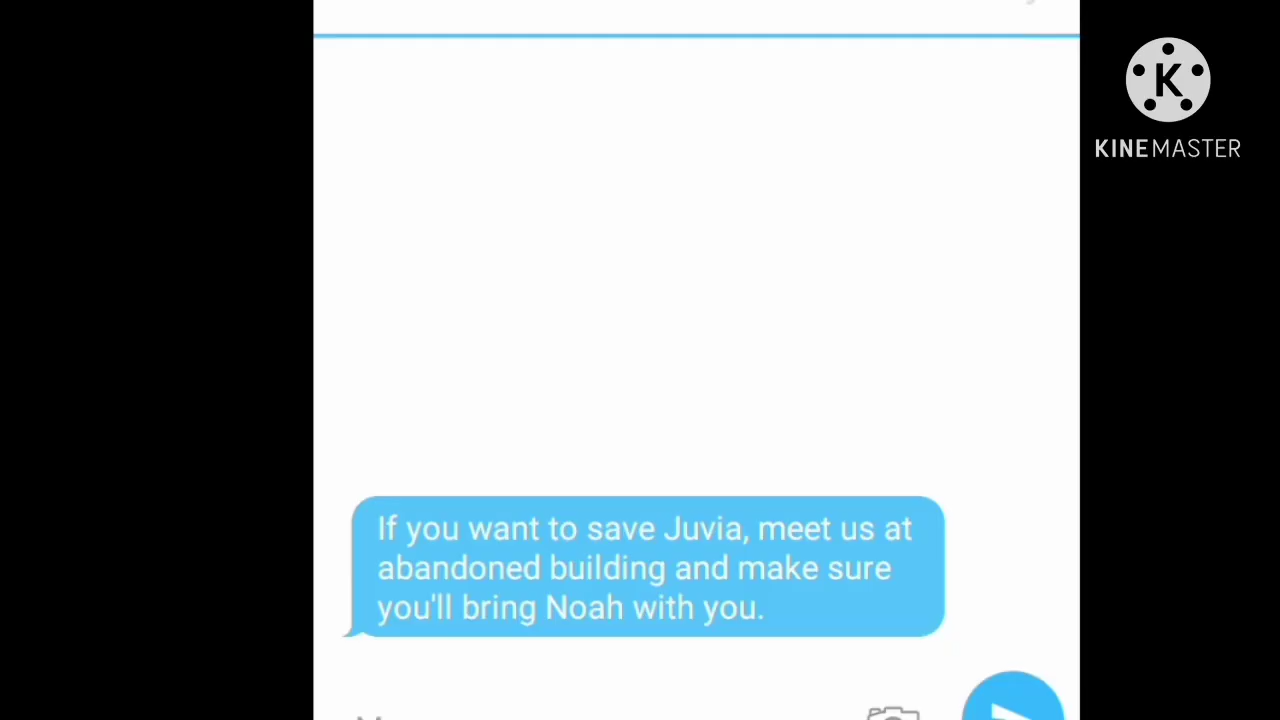 KINEMASTER
If you want to save Juvia, meet us at
abandoned building and make sure
you'll bring Noah with you.